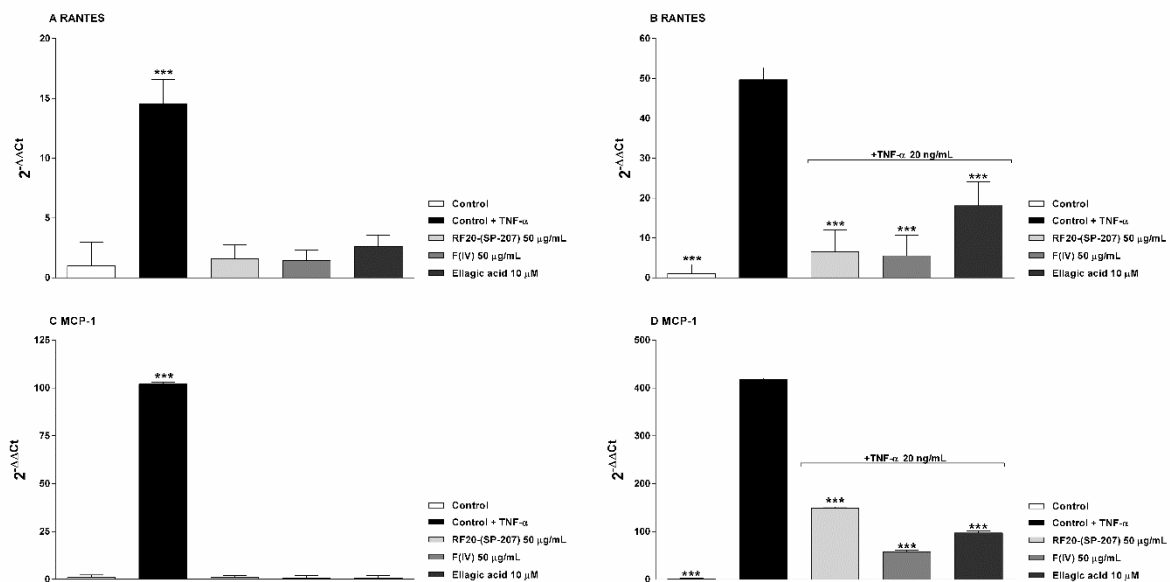 A RANTES
20
15
10
5
0
2-ΔΔCt
***
Control
Control + TNF-α
RF20-(SP-207) 50 µg/mL
F(IV) 50 µg/mL
Ellagic acid 10 µM
B RANTES
60
50
40
30
20
10
0
2-ΔΔCt
+TNF-α 20 ng/mL
***
***
***
***
Control
Control + TNF-α
RF20-(SP-207) 50 µg/mL
F(IV) 50 µg/mL
Ellagic acid 10 µM
C MCP-1
125
100
75
50
25
0
2-ΔΔCt
***
Control
Control + TNF-α
RF20-(SP-207) 50 µg/mL
F(IV) 50 µg/mL
Ellagic acid 10 µM
D MCP-1
500
400
300
200
100
0
2-ΔΔCt
+TNF-α 20 ng/mL
***
***
***
***
Control
Control + TNF-α
RF20-(SP-207) 50 µg/mL
F(IV) 50 µg/mL
Ellagic acid 10 µM